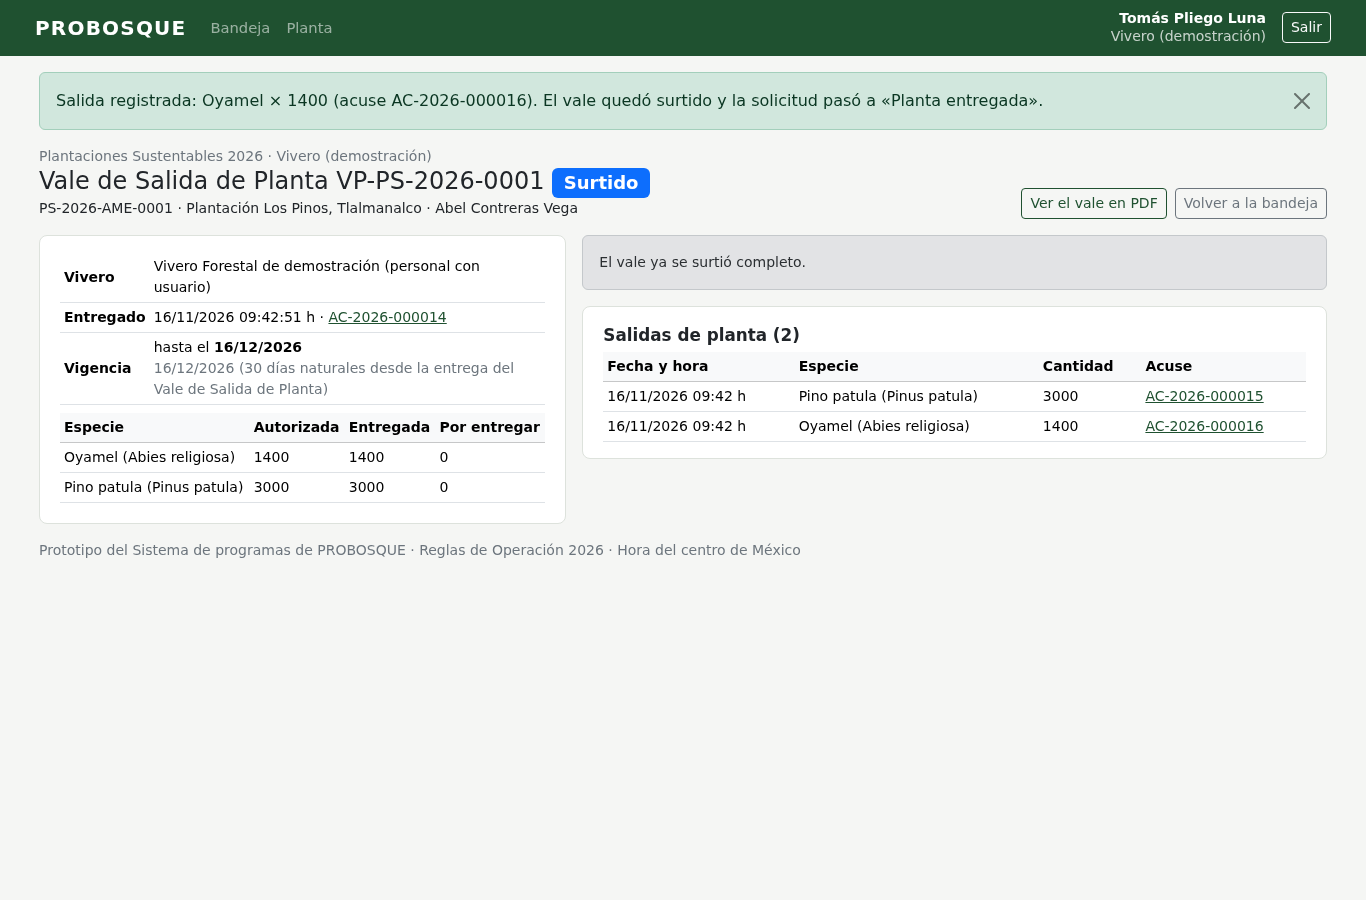 PROBOSQUE Bandeja Planta
Tomás Pliego Luna
Vivero (demostración)
Salir
Salida registrada: Oyamel × 1400 (acuse AC-2026-000016). El vale quedó surtido y la solicitud pasó a «Planta entregada».
Plantaciones Sustentables 2026 · Vivero (demostración)
Vale de Salida de Planta VP-PS-2026-0001 Surtido
PS-2026-AME-0001 · Plantación Los Pinos, Tlalmanalco · Abel Contreras Vega
Ver el vale en PDF Volver a la bandeja
Vivero Vivero Forestal de demostración (personal con
usuario)
Entregado 16/11/2026 09:42:51 h · AC-2026-000014
Vigencia hasta el 16/12/2026
16/12/2026 (30 días naturales desde la entrega del
Vale de Salida de Planta)
Especie Autorizada Entregada Por entregar
Oyamel (Abies religiosa) 1400 1400 0
Pino patula (Pinus patula) 3000 3000 0
El vale ya se surtió completo.
Salidas de planta (2)
Fecha y hora Especie Cantidad Acuse
16/11/2026 09:42 h Pino patula (Pinus patula) 3000 AC-2026-000015
16/11/2026 09:42 h Oyamel (Abies religiosa) 1400 AC-2026-000016
Prototipo del Sistema de programas de PROBOSQUE · Reglas de Operación 2026 · Hora del centro de México